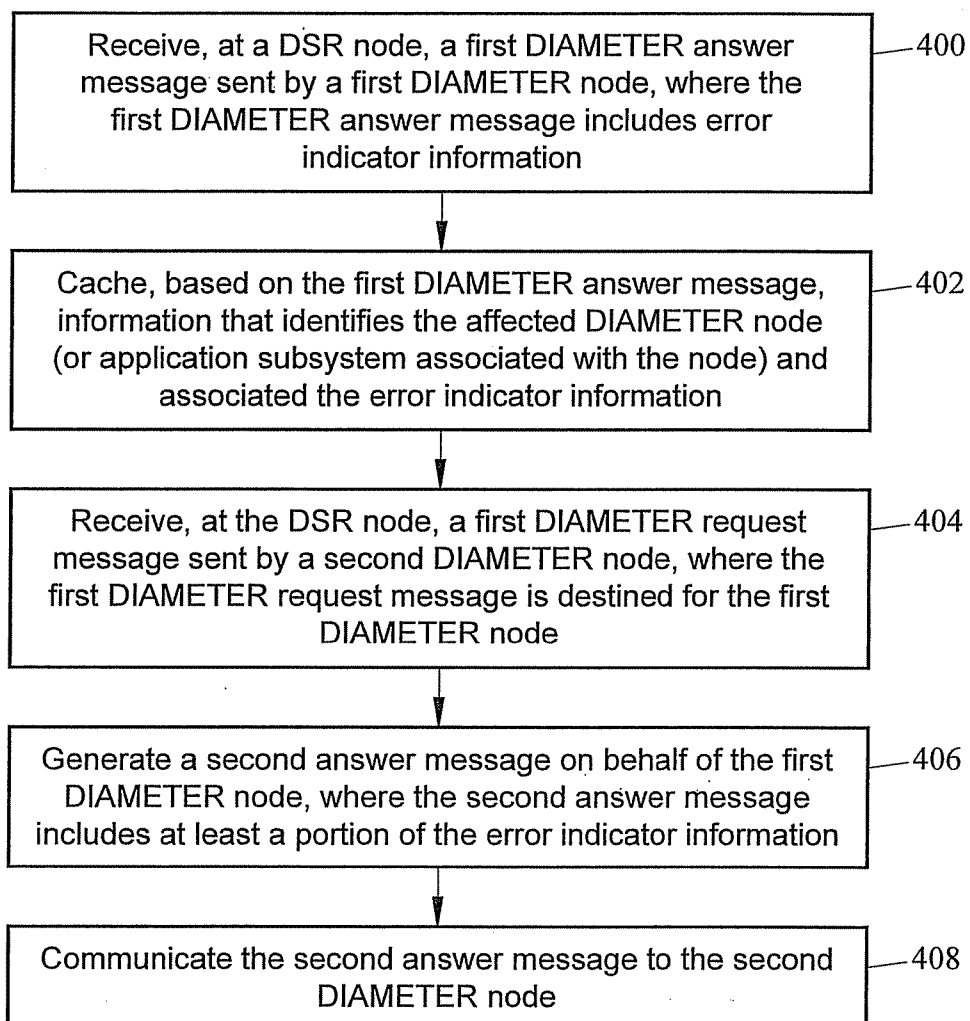 Receive, at a DSR node, a first DIAMETER answer
message sent by a first DIAMETER node, where the
first DIAMETER answer message includes error
indicator information
400
Cache, based on the first DIAMETER answer message,
information that identifies the affected DIAMETER node
(or application subsystem associated with the node) and
associated the error indicator information
402
Receive, at the DSR node, a first DIAMETER request
message sent by a second DIAMETER node, where the
first DIAMETER request message is destined for the first
DIAMETER node
404
Generate a second answer message on behalf of the first
DIAMETER node, where the second answer message
includes at least a portion of the error indicator information
406
Communicate the second answer message to the second
DIAMETER node
408